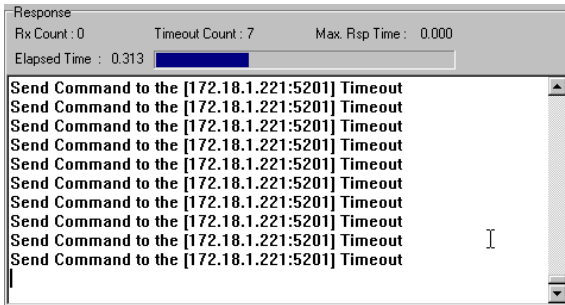 Response
Rx Count : 0 Timeout Count : 7 Max. Rsp Time : 0.000
Elapsed Time : 0.313
Send Command to the [172.18.1.221:5201] Timeout
Send Command to the [172.18.1.221:5201] Timeout
Send Command to the [172.18.1.221:5201] Timeout
Send Command to the [172.18.1.221:5201] Timeout
Send Command to the [172.18.1.221:5201] Timeout
Send Command to the [172.18.1.221:5201] Timeout
Send Command to the [172.18.1.221:5201] Timeout
Send Command to the [172.18.1.221:5201] Timeout
Send Command to the [172.18.1.221:5201] Timeout
Send Command to the [172.18.1.221:5201] Timeout